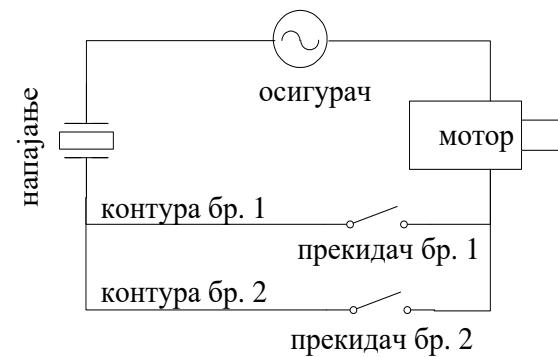 осигурач
напајање
мотор
контура бр. 1
прекидач бр. 1
контура бр. 2
прекидач бр. 2